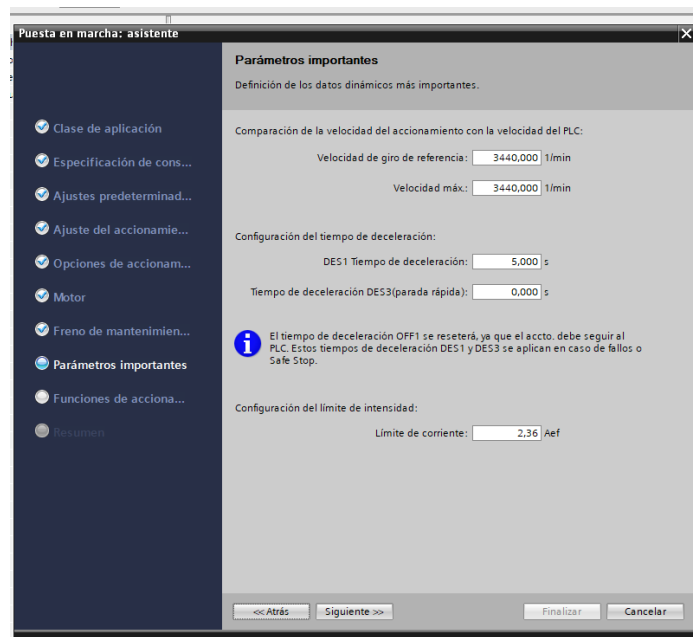 Puesta en marcha: asistente
Parámetros importantes
Definición de los datos dinámicos más importantes.
Clase de aplicación
Especificación de cons...
Ajustes predeterminad...
Ajuste del accionamie...
Opciones de accionam...
Motor
Freno de mantenimien...
Parámetros importantes
Funciones de acciona...
Resumen
Comparación de la velocidad del accionamiento con la velocidad del PLC:
Velocidad de giro de referencia: 3440,000 1/min
Velocidad máx.: 3440,000 1/min
Configuración del tiempo de deceleración:
DES1 Tiempo de deceleración: 5,000 s
Tiempo de deceleración DES3(parada rápida): 0,000 s
El tiempo de deceleración OFF1 se reseterá, ya que el accto. debe seguir al
PLC. Estos tiempos de deceleración DES1 y DES3 se aplican en caso de fallos o
Safe Stop.
Configuración del límite de intensidad:
Límite de corriente: 2,36 Aef
<< Atrás
Siguiente >>
Finalizar
Cancelar